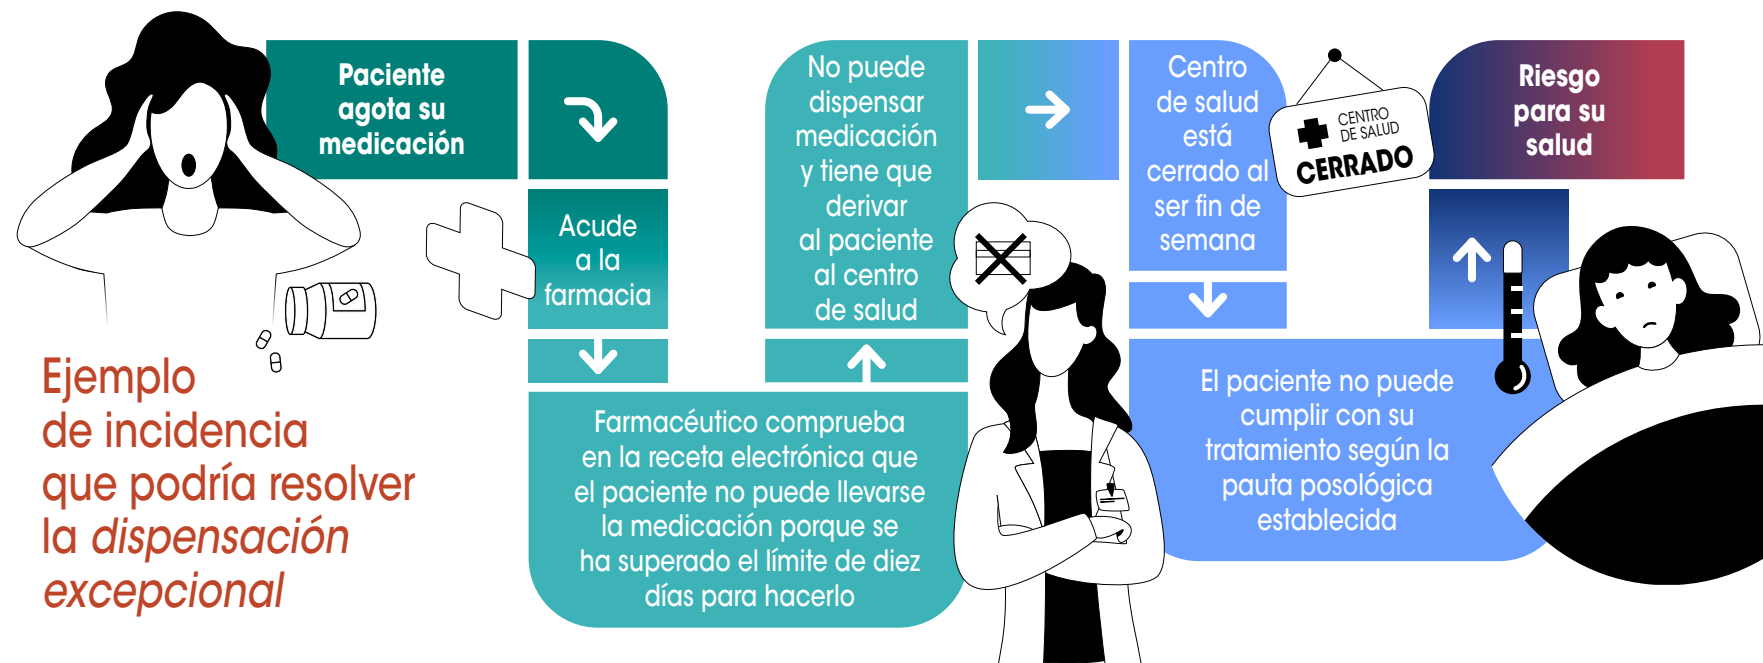 Paciente
agota su
medicación
Acude
a la
farmacia
Farmacéutico comprueba
en la receta electrónica que
el paciente no puede llevarse
la medicación porque se
ha superado el límite de diez
días para hacerlo
No puede
dispensar
medicación
y tiene que
derivar
al paciente
al centro
de salud
Centro
de salud
está
cerrado al
ser fin de
semana
CENTRO
DE SALUD
CERRADO
El paciente no puede
cumplir con su
tratamiento según la
pauta posológica
establecida
Riesgo
para su
salud
Ejemplo
de incidencia
que podría resolver
la dispensación
excepcional